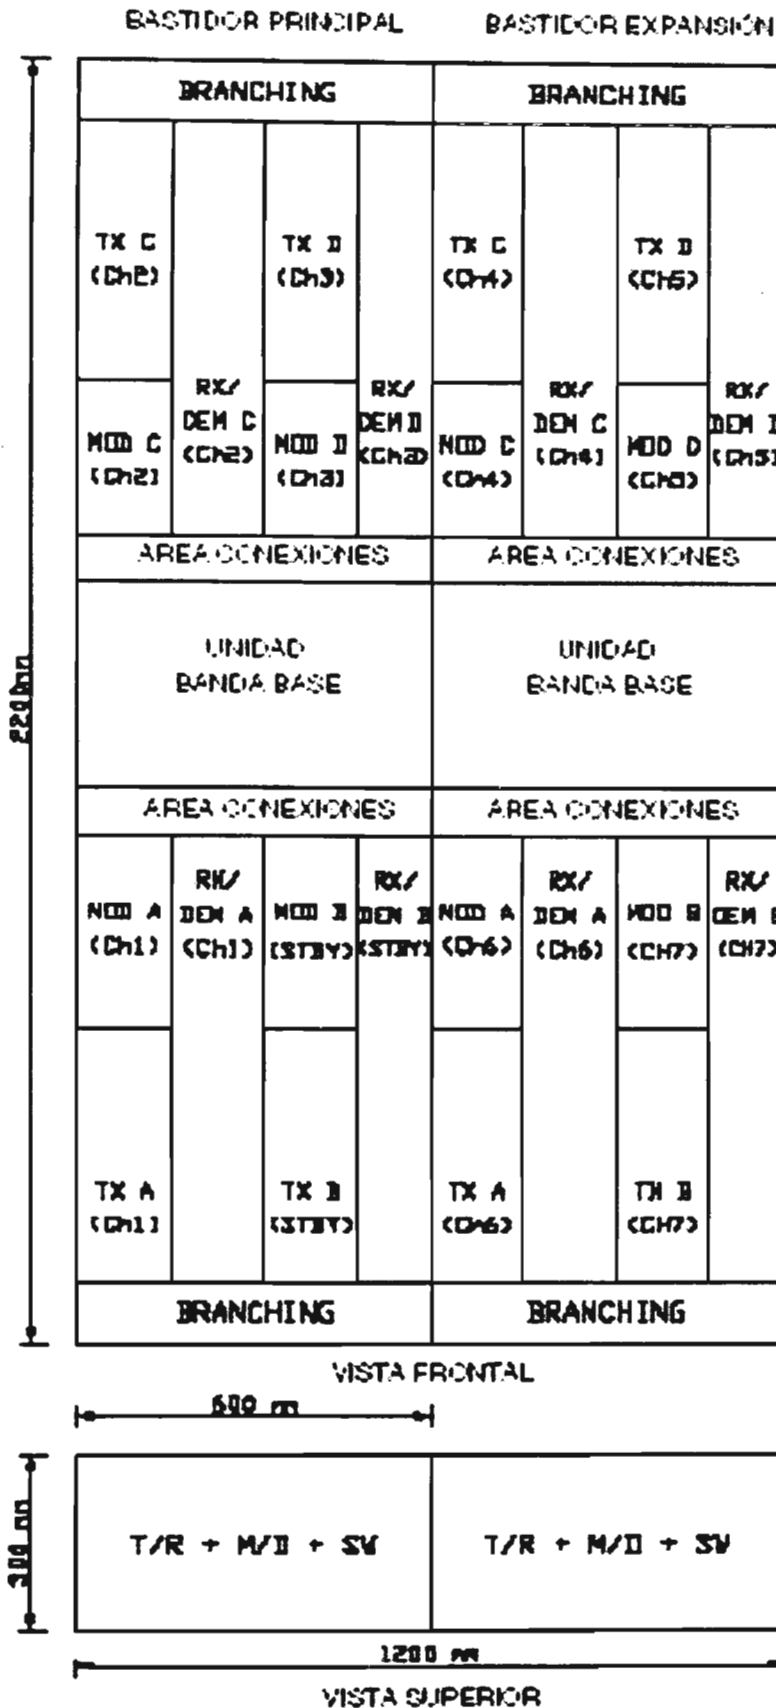 BASTIDOR PRINCIPAL
BASTIDOR EXPANSIÓN
BRANCHING
BRANCHING
TX C
(Ch2)
TX D
(Ch3)
TX C
(Ch4)
TX D
(Ch5)
RX/
DEM C
(Ch2)
RX/
DEM D
(Ch3)
RX/
DEM C
(Ch4)
RX/
DEM D
(Ch5)
MOD C
(Ch2)
MOD D
(Ch3)
MOD C
(Ch4)
MOD D
(Ch5)
AREA CONEXIONES
AREA CONEXIONES
UNIDAD
BANDA BASE
UNIDAD
BANDA BASE
2200mm
AREA CONEXIONES
AREA CONEXIONES
MOD A
(Ch1)
RX/
DEM A
(Ch1)
MOD B
(STBY)
RX/
DEM B
(STBY)
MOD A
(Ch6)
RX/
DEM A
(Ch6)
MOD B
(CH7)
RX/
DEM B
(CH7)
TX A
(Ch1)
TX B
(STBY)
TX A
(Ch6)
TX B
(CH7)
BRANCHING
BRANCHING
VISTA FRONTAL
600 mm
300 mm
T/R + M/D + SW
T/R + M/D + SW
1200 mm
VISTA SUPERIOR